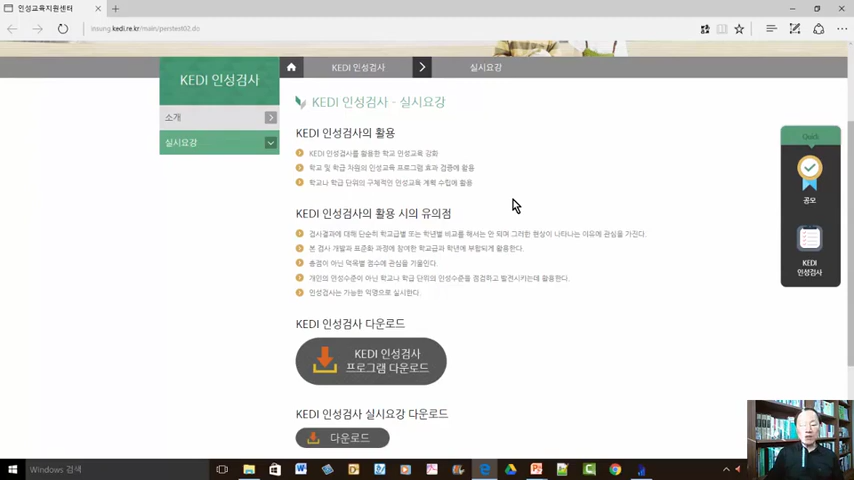 인성교육지원센터
insung.kedi.re.kr/main/perstest02.do
KEDI 인성검사
KEDI 인성검사
실시요강
소개
실시요강
KEDI 인성검사 - 실시요강
KEDI 인성검사의 활용
KEDI 인성검사를 활용한 학교 인성교육 강화
학교 및 학급 차원의 인성교육 프로그램 효과 검증에 활용
학교나 학급 단위의 구체적인 인성교육 계획 수립에 활용
KEDI 인성검사의 활용 시의 유의점
검사결과에 대해 단순히 학교급별 또는 학년별 비교를 해서는 안 되며 그러한 현상이 나타나는 이유에 관심을 가진다.
본 검사 개발과 표준화 과정에 참여한 학교급과 학년에 부합되게 활용한다.
총점이 아닌 덕목별 점수에 관심을 기울인다.
개인의 인성수준이 아닌 학교나 학급 단위의 인성수준을 점검하고 발전시키는데 활용한다.
인성검사는 가능한 익명으로 실시한다.
KEDI 인성검사 다운로드
KEDI 인성검사
프로그램 다운로드
KEDI 인성검사 실시요강 다운로드
다운로드
Quick
공모
KEDI
인성검사
Windows 검색